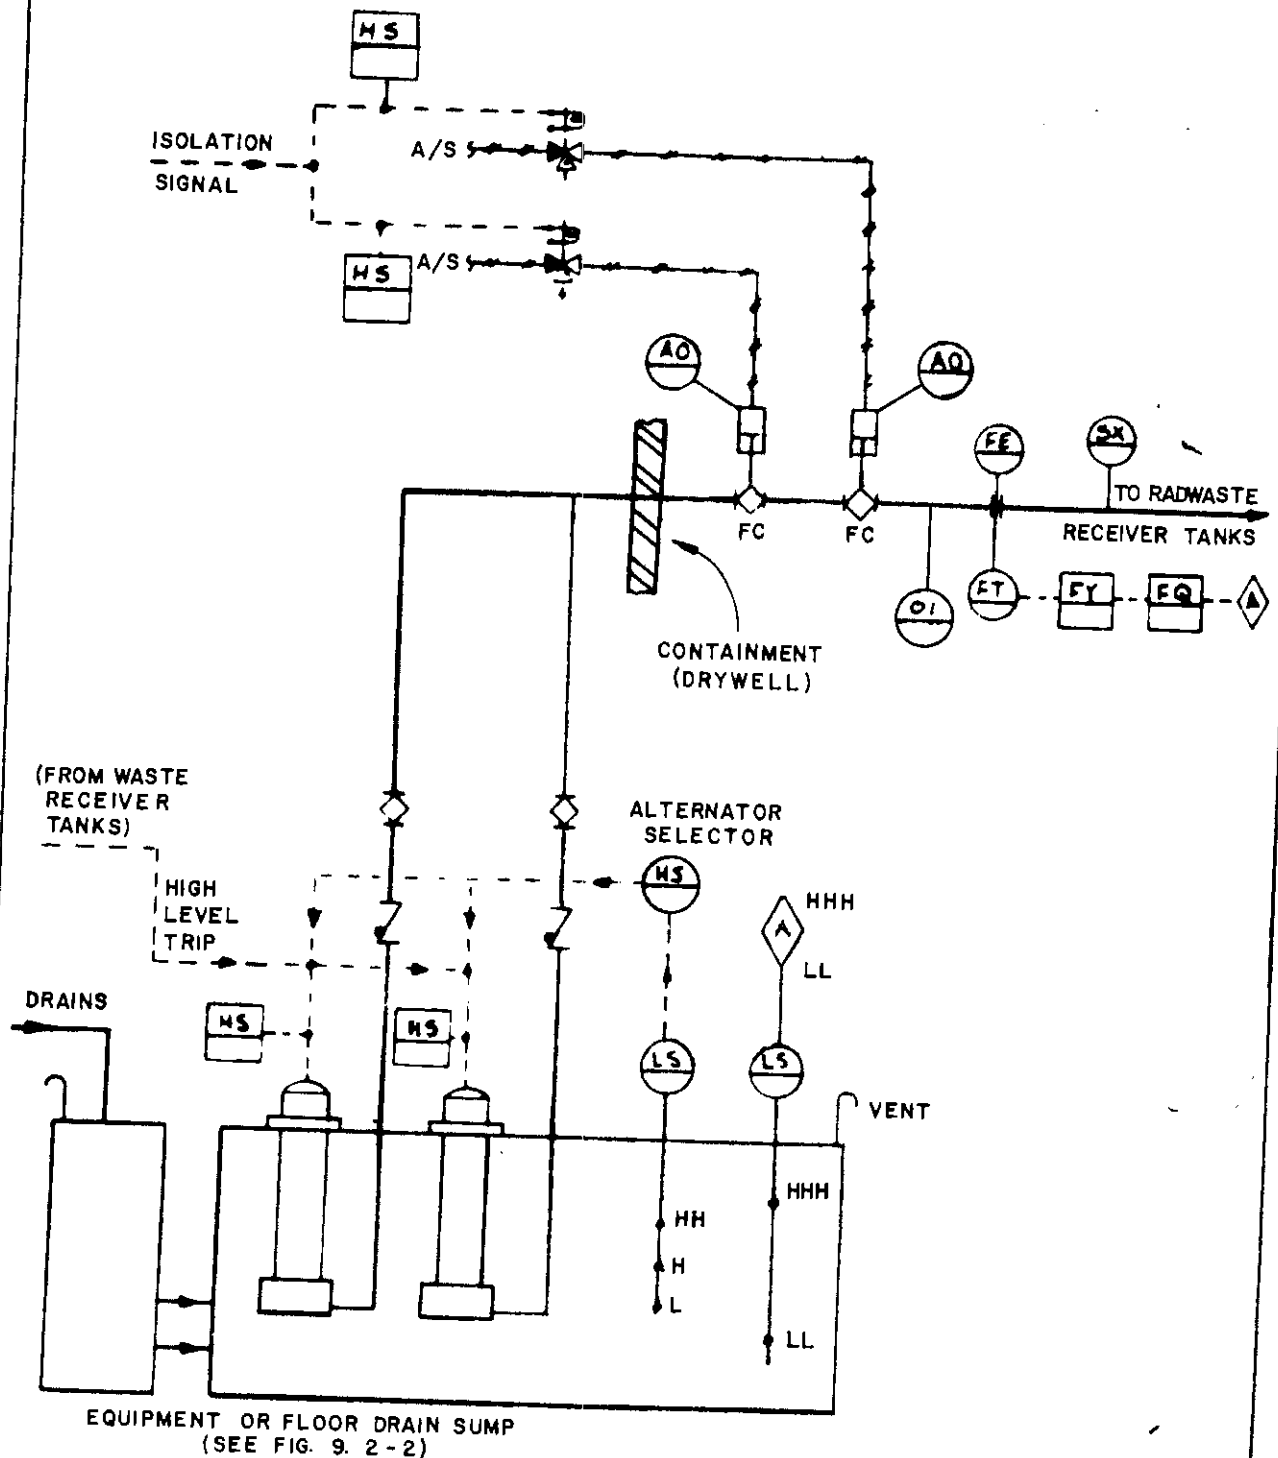 HS
ISOLATION
SIGNAL
A/S
A/S
HS
AO
AO
FE
SX
TO RADWASTE
RECEIVER TANKS
FC
FC
OI
FT
FY
FQ
A
CONTAINMENT
(DRYWELL)
(FROM WASTE
RECEIVER
TANKS)
ALTERNATOR
SELECTOR
HS
HIGH
LEVEL
TRIP
HHH
A
LL
DRAINS
HS
HS
LS
LS
VENT
HHH
HH
H
L
LL
EQUIPMENT OR FLOOR DRAIN SUMP
(SEE FIG. 9. 2-2)